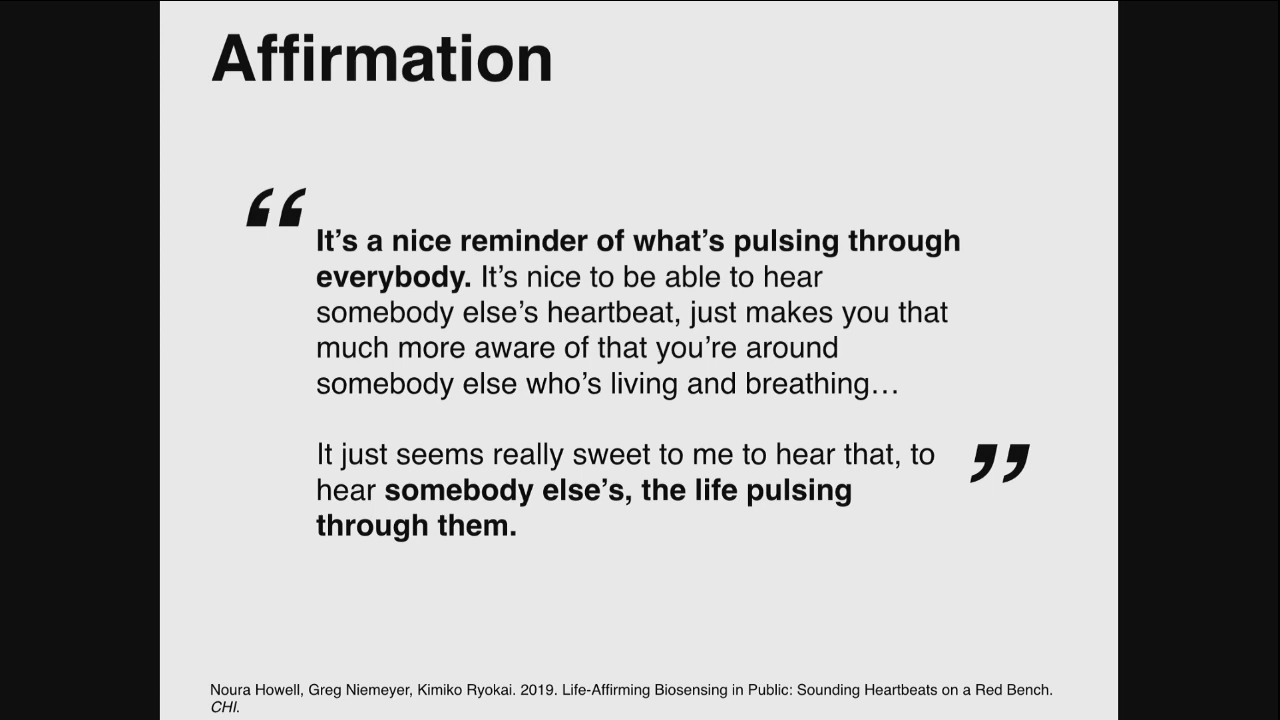 Affirmation
“
It’s a nice reminder of what’s pulsing through
everybody. It’s nice to be able to hear
somebody else’s heartbeat, just makes you that
much more aware of that you’re around
somebody else who’s living and breathing…
It just seems really sweet to me to hear that, to
hear somebody else’s, the life pulsing
through them.
”
Noura Howell, Greg Niemeyer, Kimiko Ryokai. 2019. Life-Affirming Biosensing in Public: Sounding Heartbeats on a Red Bench.
CHI.